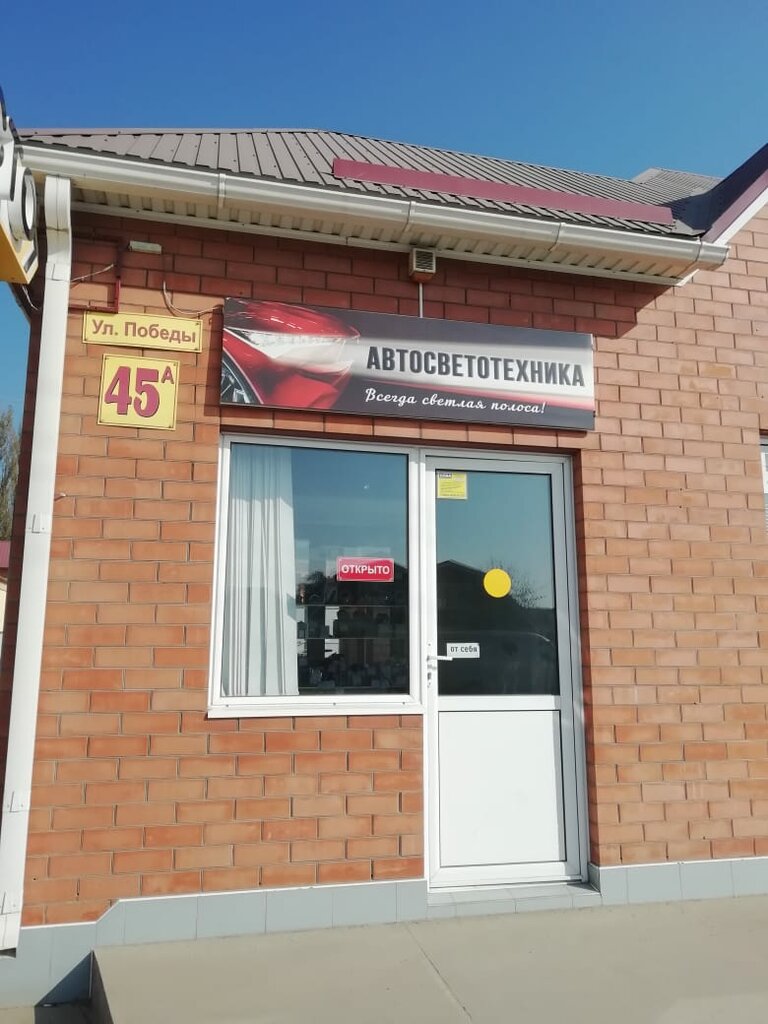 Ул. Победы
45А
АВТОСВЕТОТЕХНИКА
Всегда светлая полоса!
ОТКРЫТО
от себя